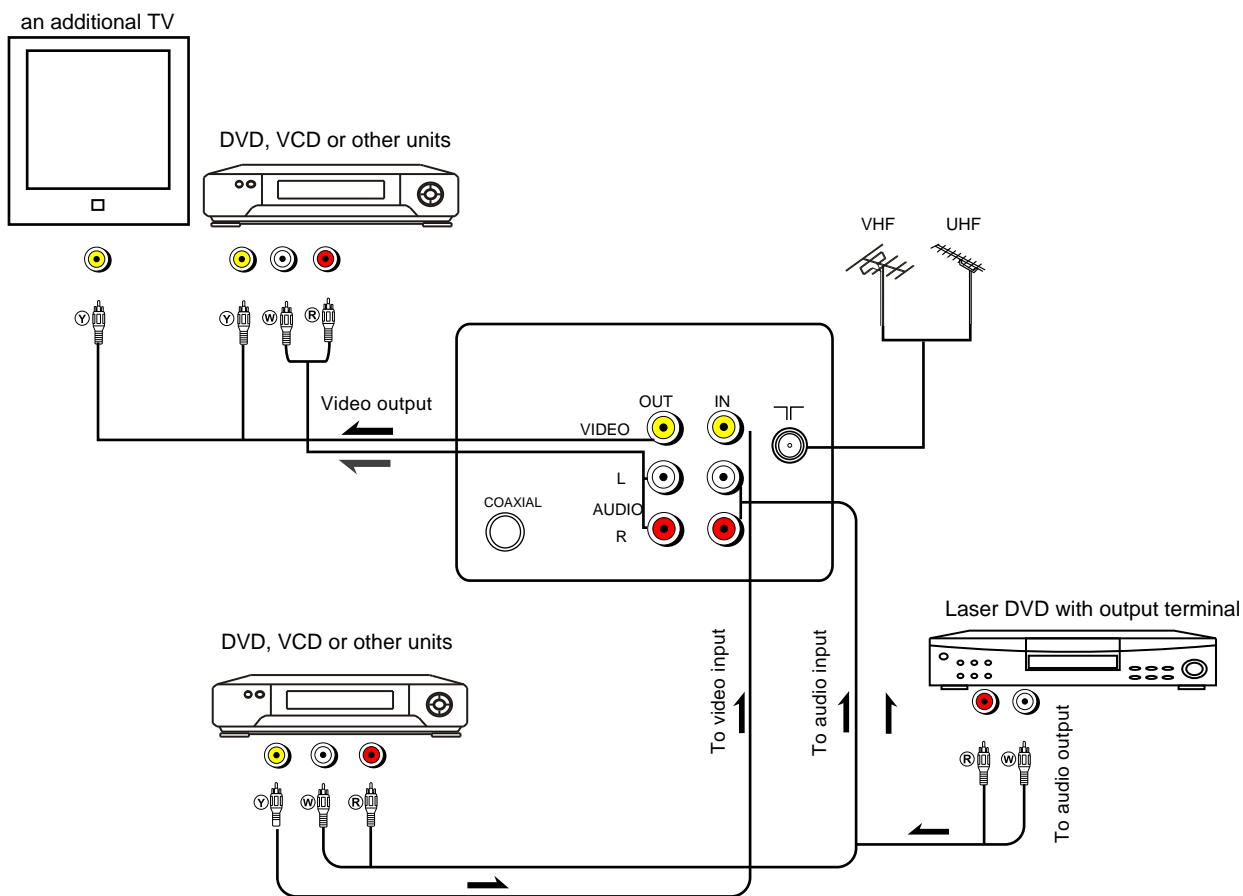 an additional TV
DVD, VCD or other units
VHF
UHF
Y
Y
W
R
Video output
OUT
IN
VIDEO
L
COAXIAL
AUDIO
R
DVD, VCD or other units
Laser DVD with output terminal
To video input
To audio input
To audio output
Y
W
R
R
W